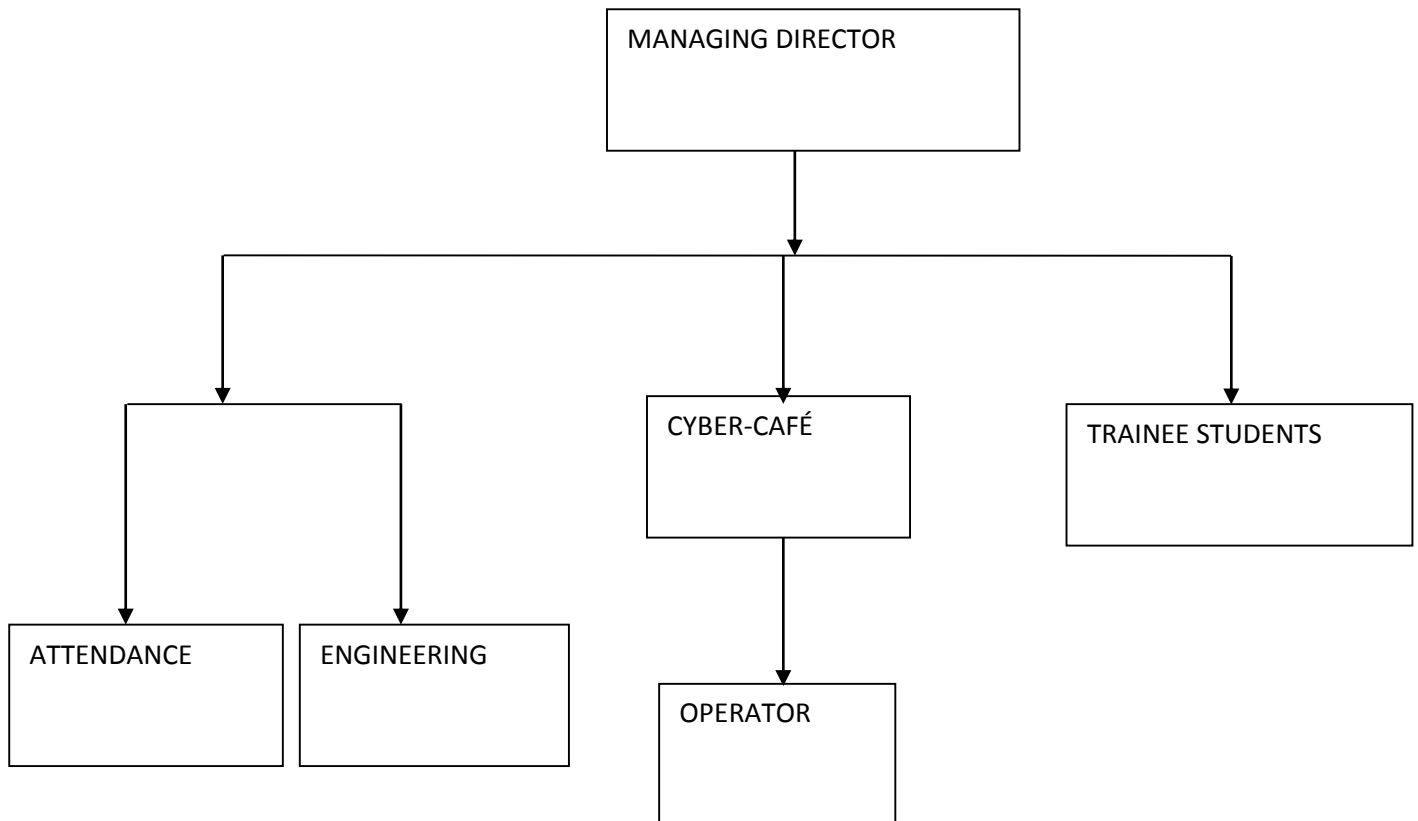 MANAGING DIRECTOR
CYBER-CAFÉ
TRAINEE STUDENTS
ATTENDANCE
ENGINEERING
OPERATOR